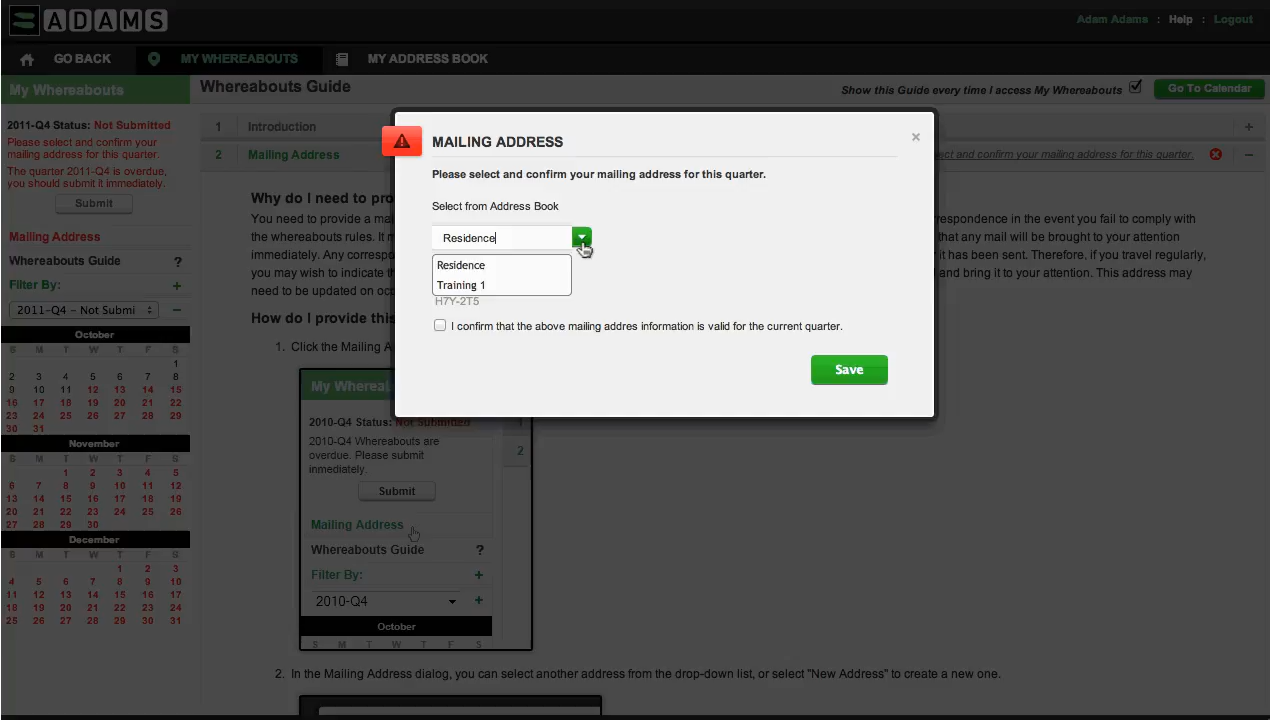 ADAMS
Adam Adams : Help : Logout
GO BACK MY WHEREABOUTS MY ADDRESS BOOK
My Whereabouts
Whereabouts Guide
Show this Guide every time I access My Whereabouts
Go To Calendar
2011-Q4 Status: Not Submitted
Please select and confirm your
mailing address for this quarter.
The quarter 2011-Q4 is overdue,
you should submit it immediately.
Submit
Mailing Address
Whereabouts Guide ?
Filter By: +
2011-Q4 - Not Submi −
October
S M T W T F S
1
2 3 4 5 6 7 8
9 10 11 12 13 14 15
16 17 18 19 20 21 22
23 24 25 26 27 28 29
30 31
November
S M T W T F S
1 2 3 4 5
6 7 8 9 10 11 12
13 14 15 16 17 18 19
20 21 22 23 24 25 26
27 28 29 30
December
S M T W T F S
1 2 3
4 5 6 7 8 9 10
11 12 13 14 15 16 17
18 19 20 21 22 23 24
25 26 27 28 29 30 31
1 Introduction +
2 Mailing Address
ect and confirm your mailing address for this quarter. −
MAILING ADDRESS ×
Please select and confirm your mailing address for this quarter.
Select from Address Book
Residence
Residence
Training 1
H7Y-2T5
I confirm that the above mailing addres information is valid for the current quarter.
Save
Why do I need to pro
You need to provide a mai
respondence in the event you fail to comply with
the whereabouts rules. It m
that any mail will be brought to your attention
immediately. Any corresp
it has been sent. Therefore, if you travel regularly,
you may wish to indicate th
and bring it to your attention. This address may
need to be updated on oc
How do I provide this
1. Click the Mailing A
My Whereal
2010-Q4 Status: Not Submitted
2010-Q4 Whereabouts are
overdue. Please submit
inmediately.
Submit
1
2
Mailing Address
Whereabouts Guide ?
Filter By: +
2010-Q4 +
October
S M T W T F S
2. In the Mailing Address dialog, you can select another address from the drop-down list, or select "New Address" to create a new one.